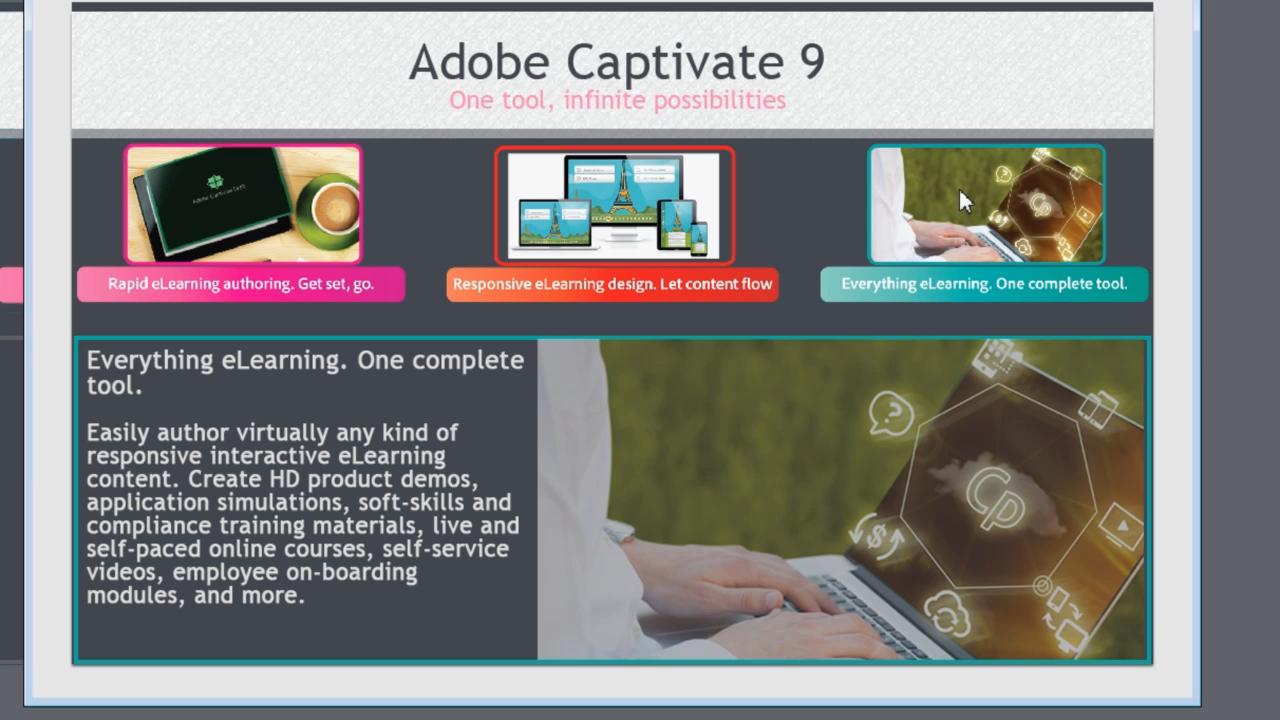 Adobe Captivate 9
One tool, infinite possibilities
Rapid eLearning authoring. Get set, go.
Responsive eLearning design. Let content flow
Everything eLearning. One complete tool.
Everything eLearning. One complete
tool.
Easily author virtually any kind of
responsive interactive eLearning
content. Create HD product demos,
application simulations, soft-skills and
compliance training materials, live and
self-paced online courses, self-service
videos, employee on-boarding
modules, and more.
Cp